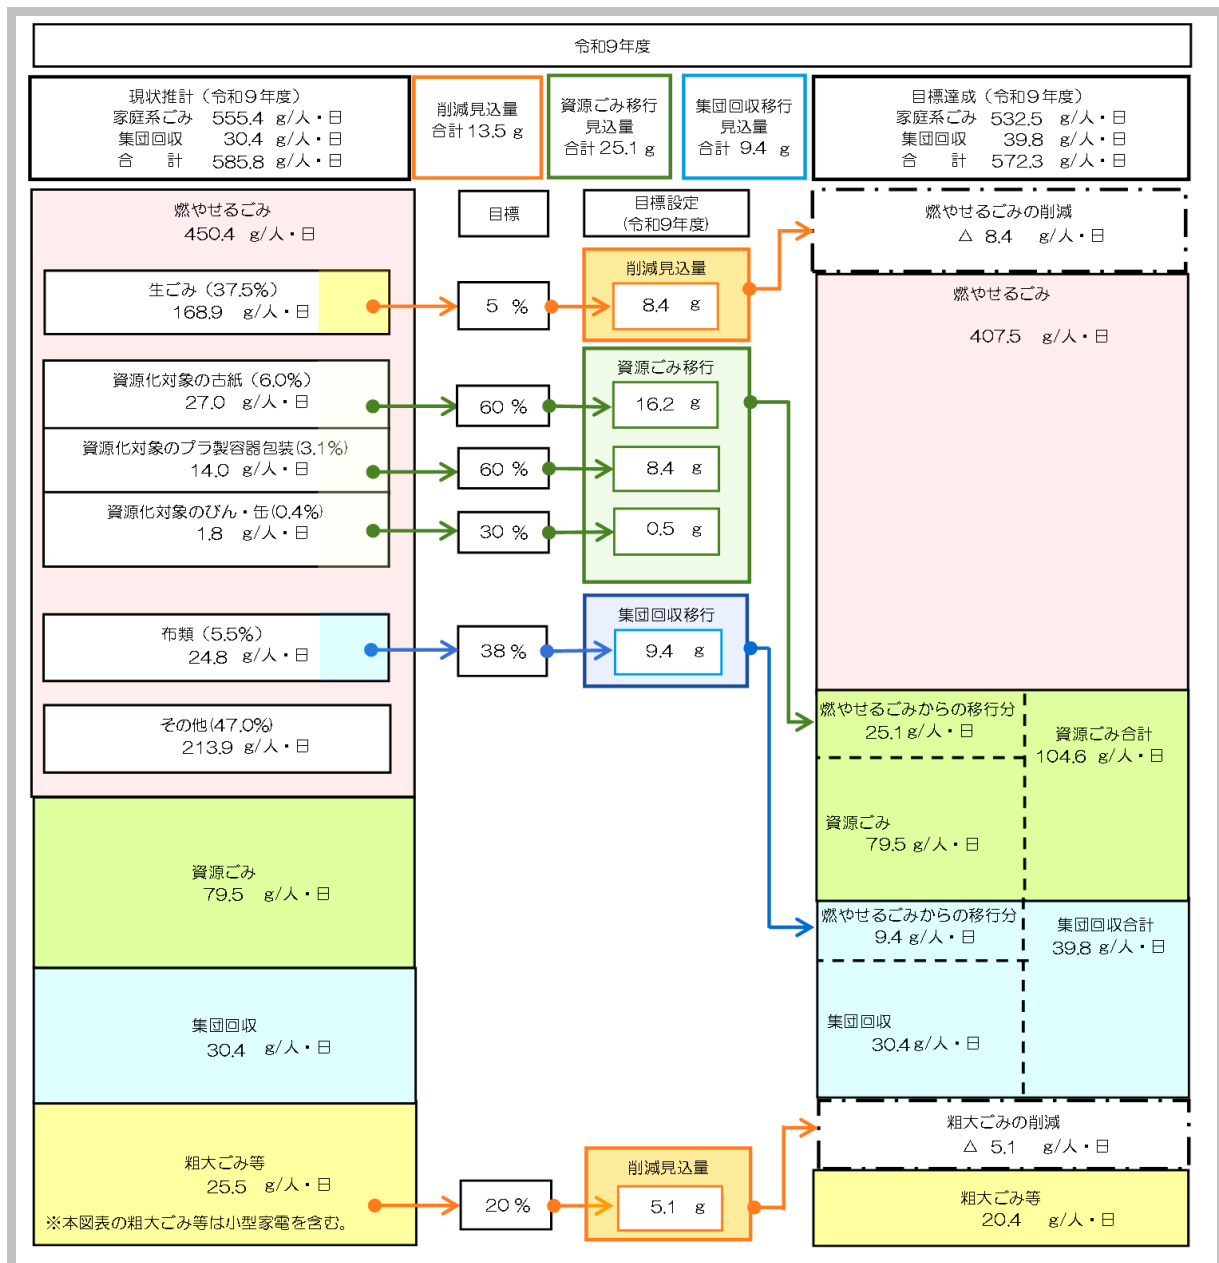 令和9年度
現状推計（令和９年度）
家庭系ごみ 555.4 g/人・日
集団回収 30.4 g/人・日
合　計 585.8 g/人・日
削減見込量
合計 13.5 g
資源ごみ移行
見込量
合計 25.1 g
集団回収移行
見込量
合計 9.4 g
目標達成（令和９年度）
家庭系ごみ 532.5 g/人・日
集団回収 39.8 g/人・日
合　計 572.3 g/人・日
燃やせるごみ
450.4 g/人・日
目標
目標設定
(令和9年度)
燃やせるごみの削減
△ 8.4 g/人・日
生ごみ（37.5%）
168.9 g/人・日
5 %
削減見込量
8.4 g
燃やせるごみ
407.5 g/人・日
資源化対象の古紙（6.0%）
27.0 g/人・日
60 %
資源ごみ移行
16.2 g
資源化対象のプラ製容器包装(3.1%)
14.0 g/人・日
60 %
8.4 g
資源化対象のびん・缶(0.4%)
1.8 g/人・日
30 %
0.5 g
布類（5.5%）
24.8 g/人・日
38 %
集団回収移行
9.4 g
その他(47.0%)
213.9 g/人・日
燃やせるごみからの移行分
25.1 g/人・日
資源ごみ合計
104.6 g/人・日
資源ごみ
79.5 g/人・日
資源ごみ
79.5 g/人・日
燃やせるごみからの移行分
9.4 g/人・日
集団回収合計
39.8 g/人・日
集団回収
30.4 g/人・日
集団回収
30.4 g/人・日
粗大ごみの削減
△ 5.1 g/人・日
粗大ごみ等
25.5 g/人・日
※本図表の粗大ごみ等は小型家電を含む。
20 %
削減見込量
5.1 g
粗大ごみ等
20.4 g/人・日